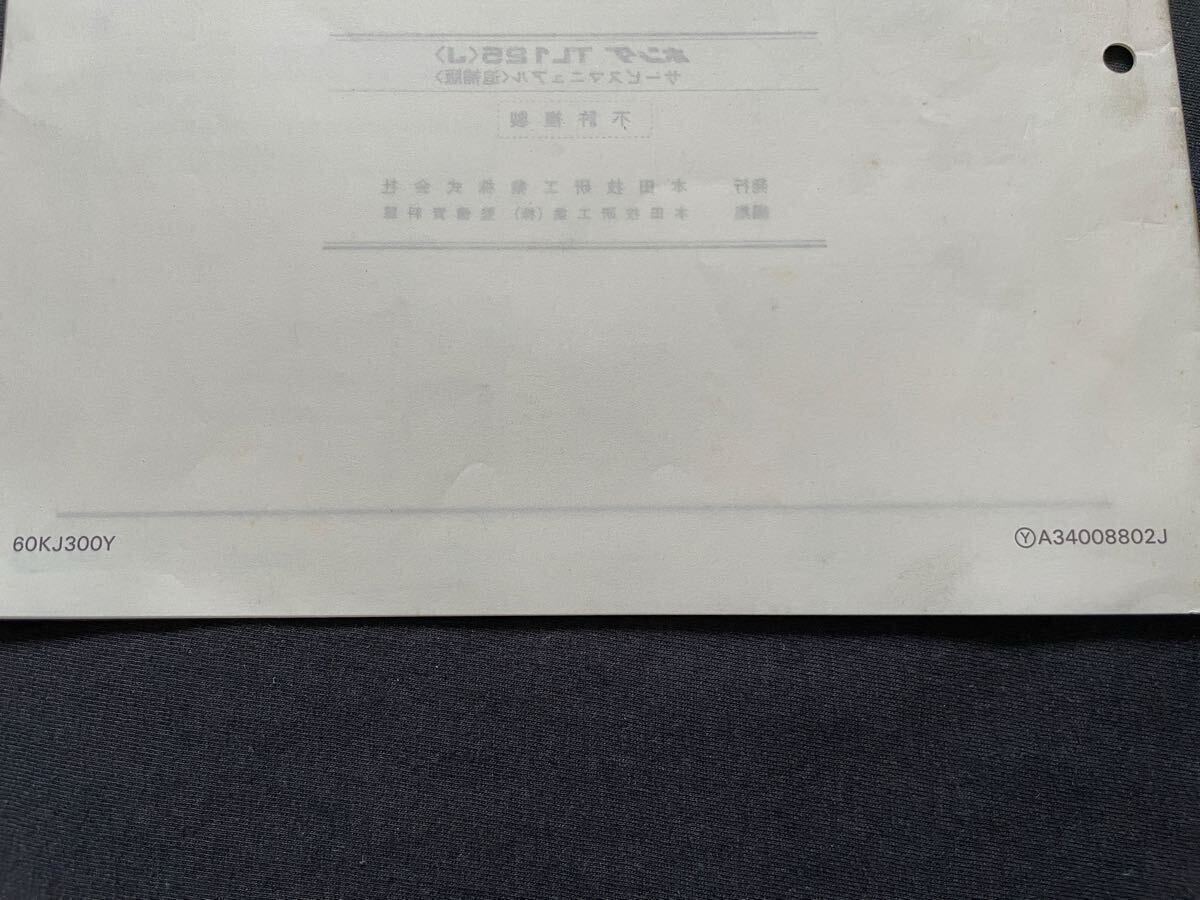 ホンダ TL125〈J〉
サービスマニュアル〈追補版〉
不許複製
発行 本田技研工業株式会社
編集 本田技研工業(株) 整備資料課
60KJ300Y
ⓎA34008802J